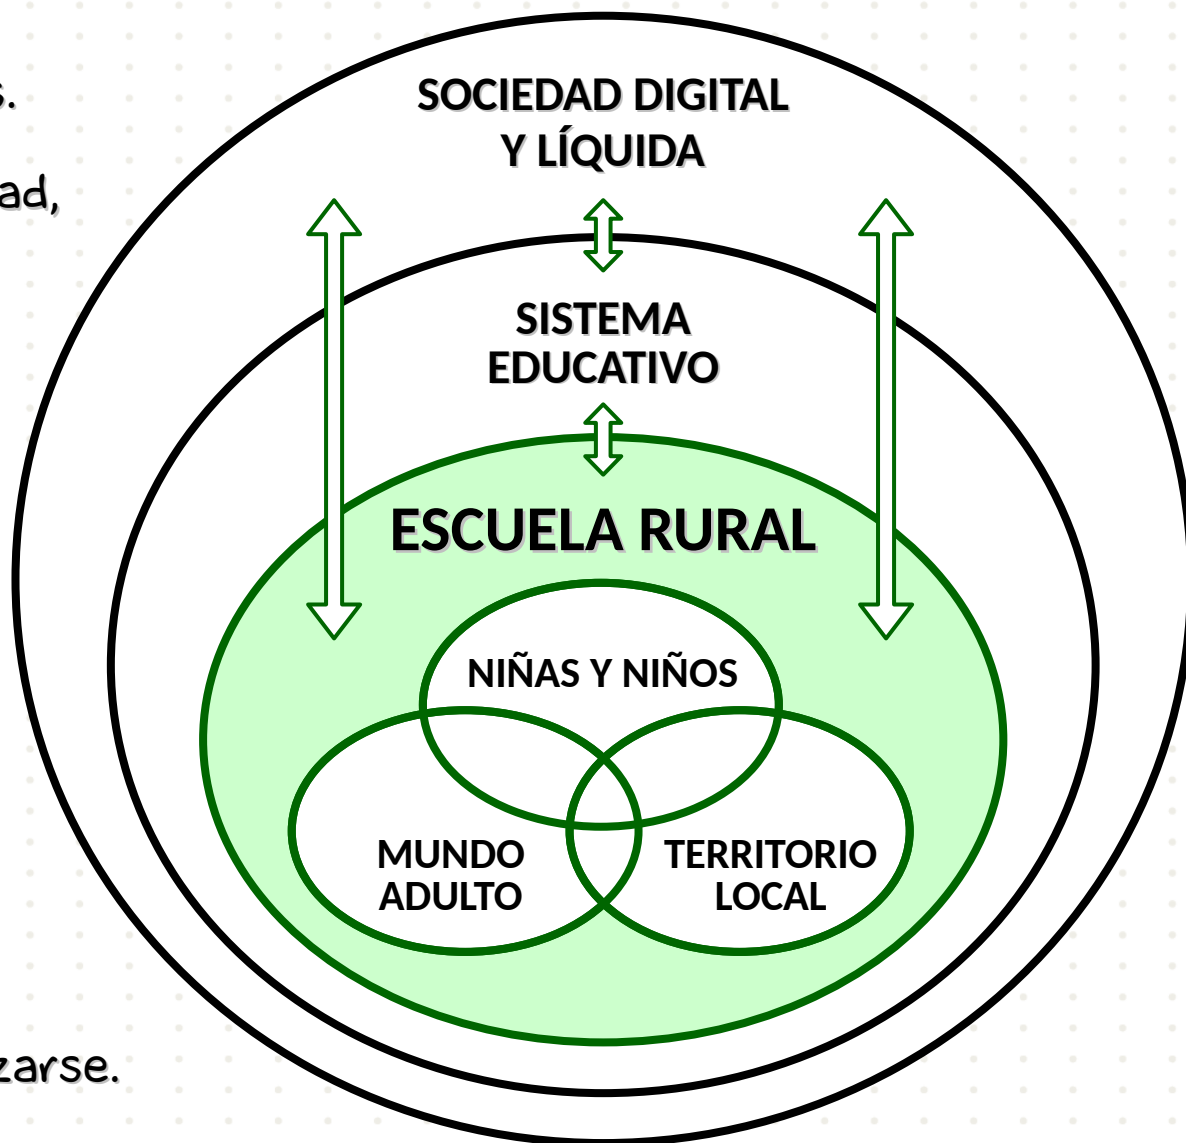 SOCIEDAD DIGITAL
Y LÍQUIDA
SISTEMA
EDUCATIVO
ESCUELA RURAL
NIÑAS Y NIÑOS
MUNDO
ADULTO
TERRITORIO
LOCAL